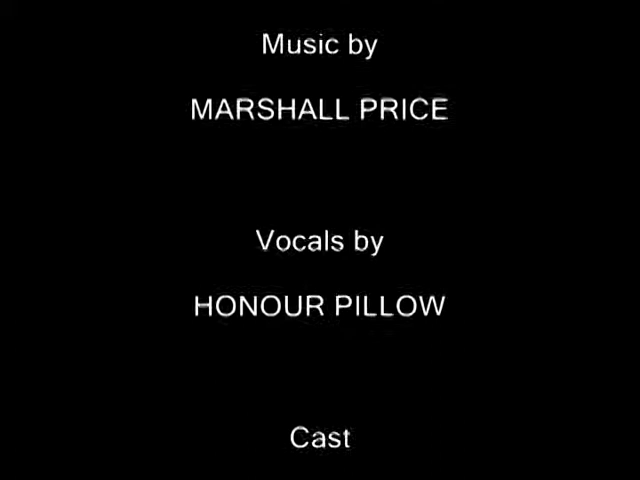 Music by
MARSHALL PRICE
Vocals by
HONOUR PILLOW
Cast